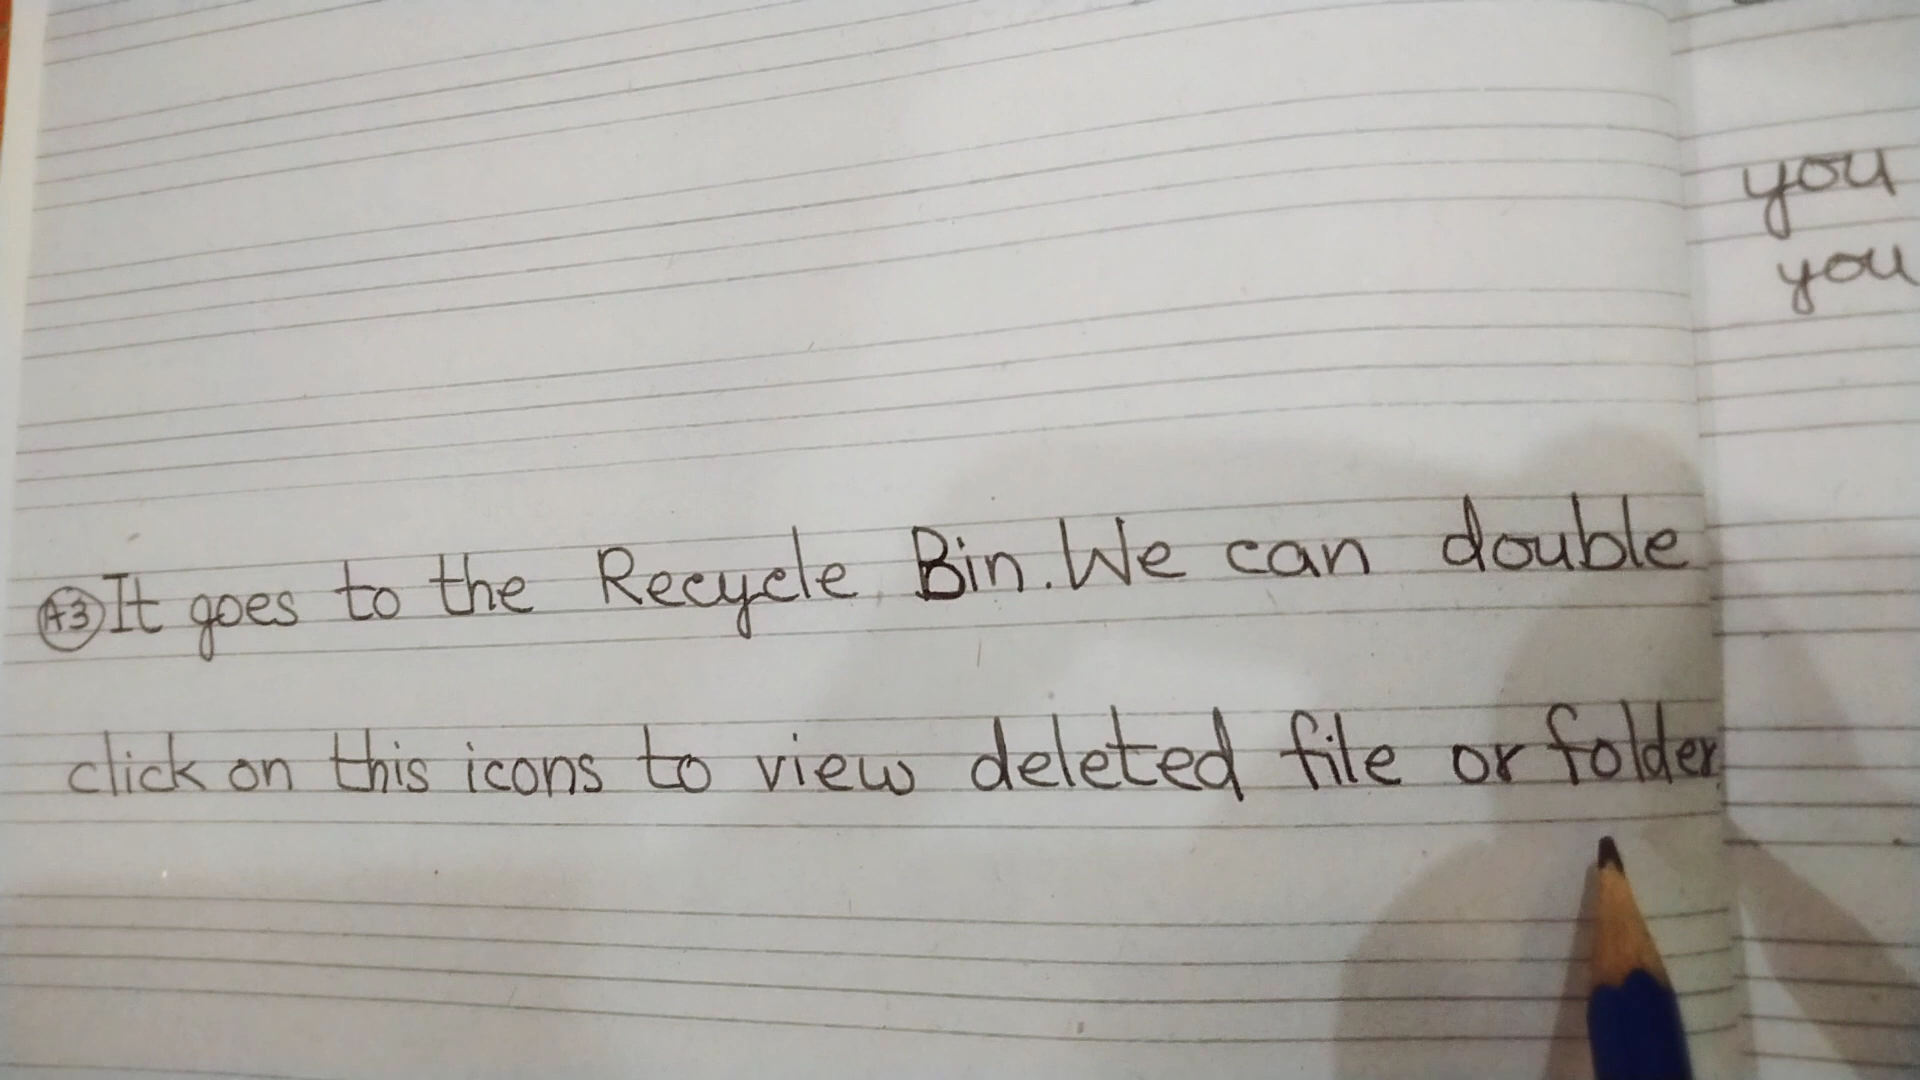 A3 It goes to the Recycle Bin. We can double
click on this icons to view deleted file or folder
you
you